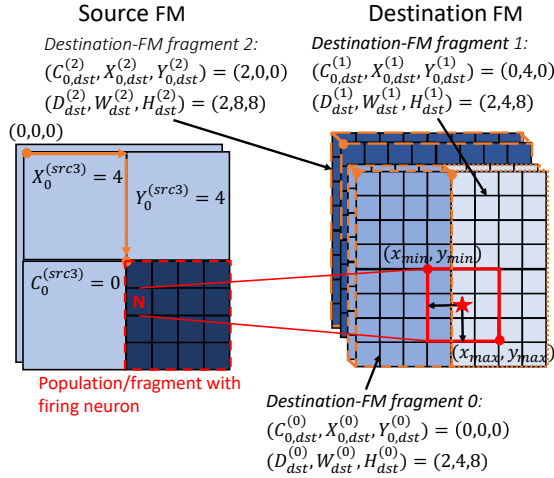 Source FM
Destination FM
Destination-FM fragment 2:
(C_{0,dst}^{(2)}, X_{0,dst}^{(2)}, Y_{0,dst}^{(2)}) = (2,0,0)
(D_{dst}^{(2)}, W_{dst}^{(2)}, H_{dst}^{(2)}) = (2,8,8)
Destination-FM fragment 1:
(C_{0,dst}^{(1)}, X_{0,dst}^{(1)}, Y_{0,dst}^{(1)}) = (0,4,0)
(D_{dst}^{(1)}, W_{dst}^{(1)}, H_{dst}^{(1)}) = (2,4,8)
(0,0,0)
X_0^{(src3)} = 4
Y_0^{(src3)} = 4
C_0^{(src3)} = 0
N
(x_{min}, y_{min})
(x_{max}, y_{max})
Population/fragment with
firing neuron
Destination-FM fragment 0:
(C_{0,dst}^{(0)}, X_{0,dst}^{(0)}, Y_{0,dst}^{(0)}) = (0,0,0)
(D_{dst}^{(0)}, W_{dst}^{(0)}, H_{dst}^{(0)}) = (2,4,8)